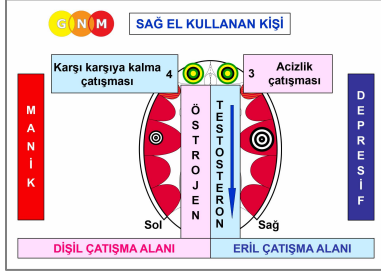 GNM
SAĞ EL KULLANAN KİŞİ
Karşı karşıya kalma
çatışması
4
3
Acizlik
çatışması
MANİK
ÖSTROJEN
TESTOSTERON
DEPRESİF
Sol
Sağ
DİŞİL ÇATIŞMA ALANI
ERİL ÇATIŞMA ALANI